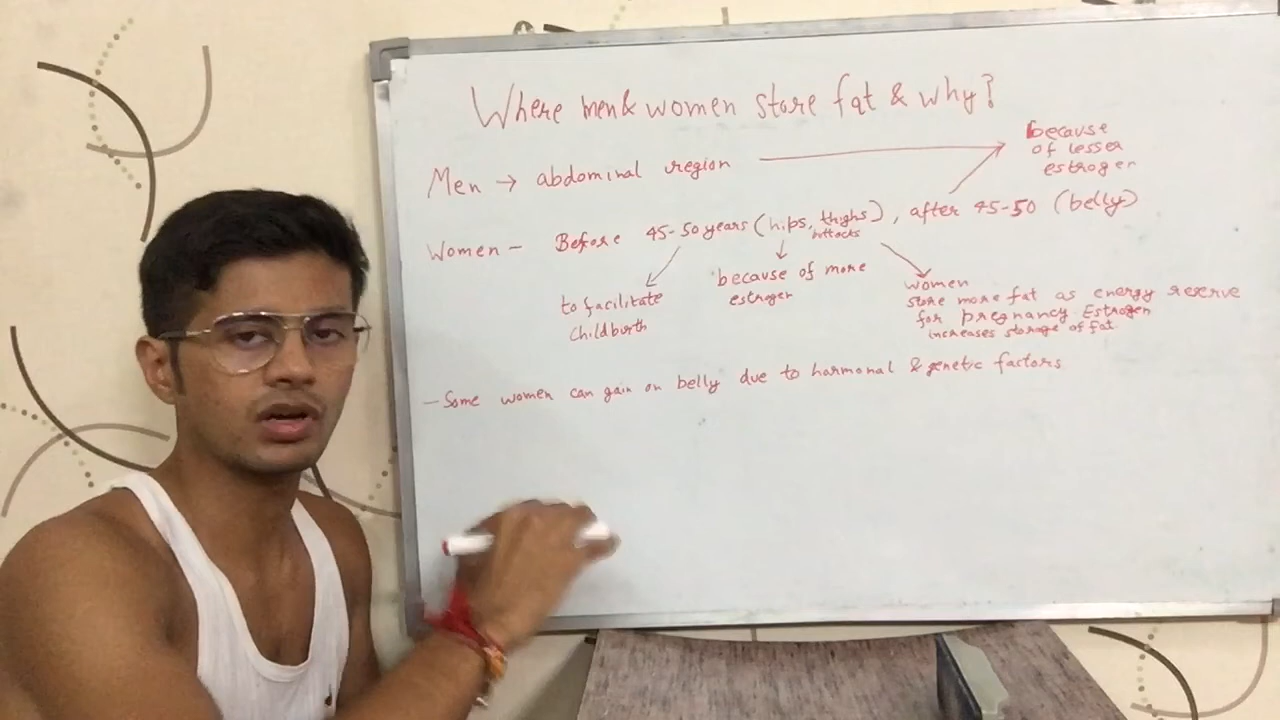 Where men & women store fat & why?
Men → abdominal region
because
of lesser
estrogen
Women - Before 45-50 years (hips, thighs), after 45-50 (belly)
buttocks
to facilitate
childbirth
because of more
estrogen
women
store more fat as energy reserve
for pregnancy. Estrogen
increases storage of fat.
- Some women can gain on belly due to hormonal & genetic factors